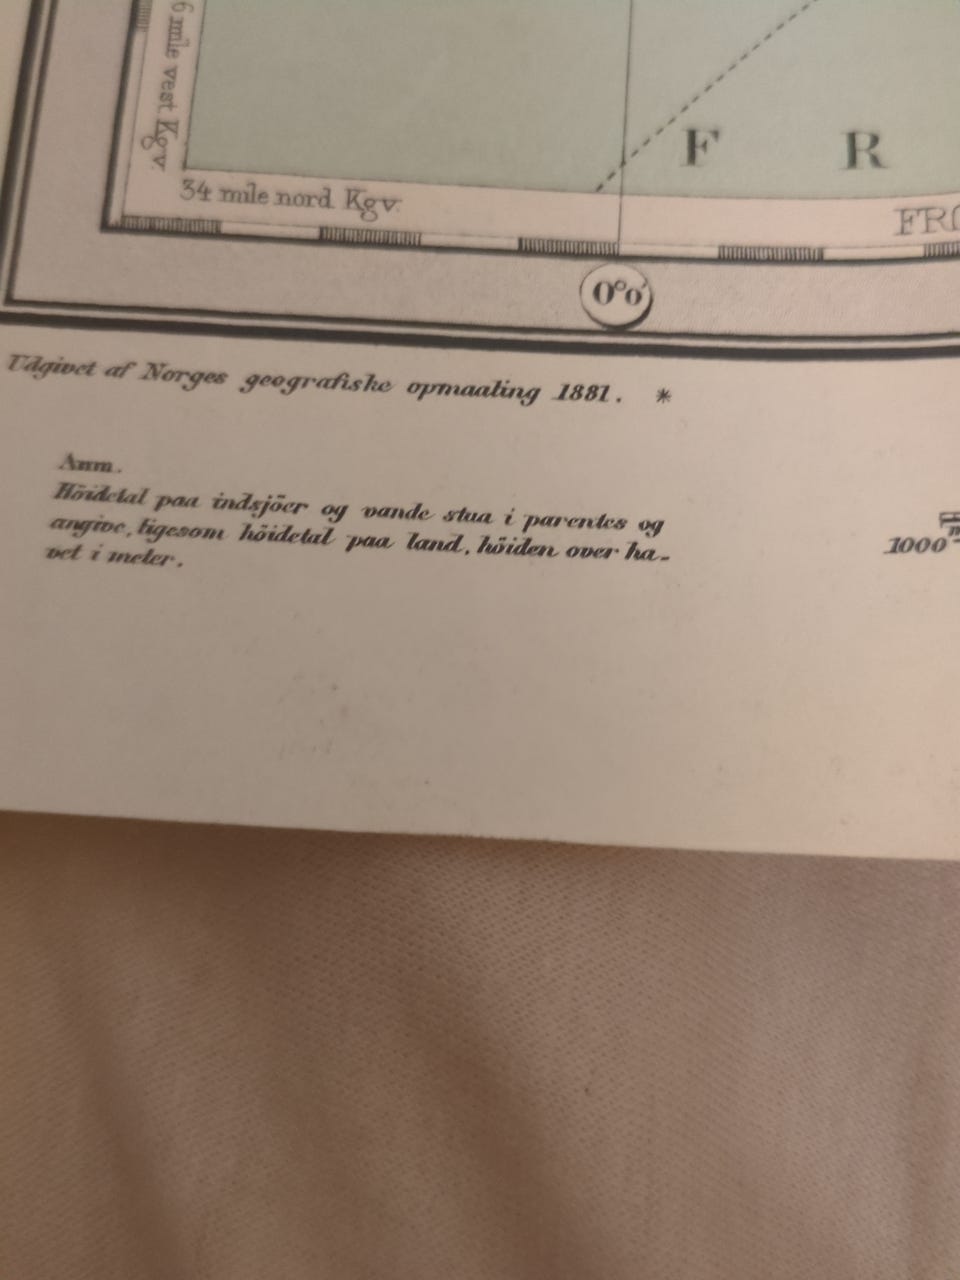 6 mile vest Kgv.
F R
34 mile nord Kgv.
FRO
0°0'
Udgivet af Norges geografiske opmaaling 1881. *
Anm.
Höidetal paa indsjöer og vande staa i parentes og
angive, ligesom höidetal paa land, höiden over ha-
vet i meter.
1000